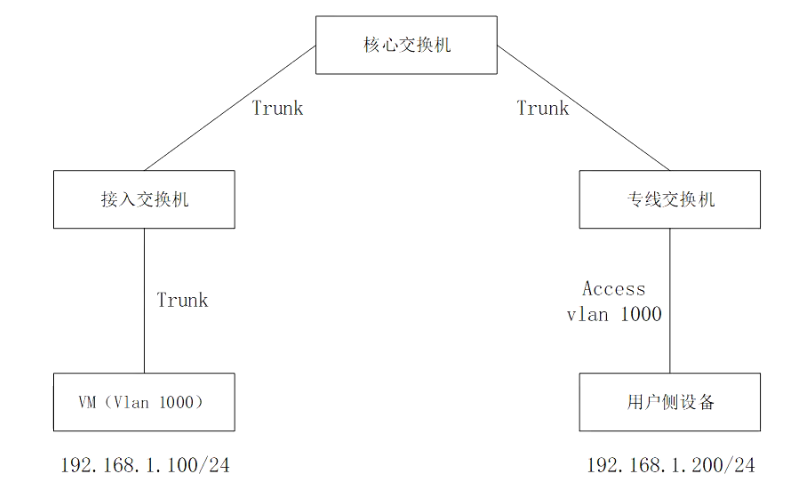 核心交换机
Trunk
Trunk
接入交换机
专线交换机
Trunk
Access
vlan 1000
VM（Vlan 1000）
用户侧设备
192.168.1.100/24
192.168.1.200/24